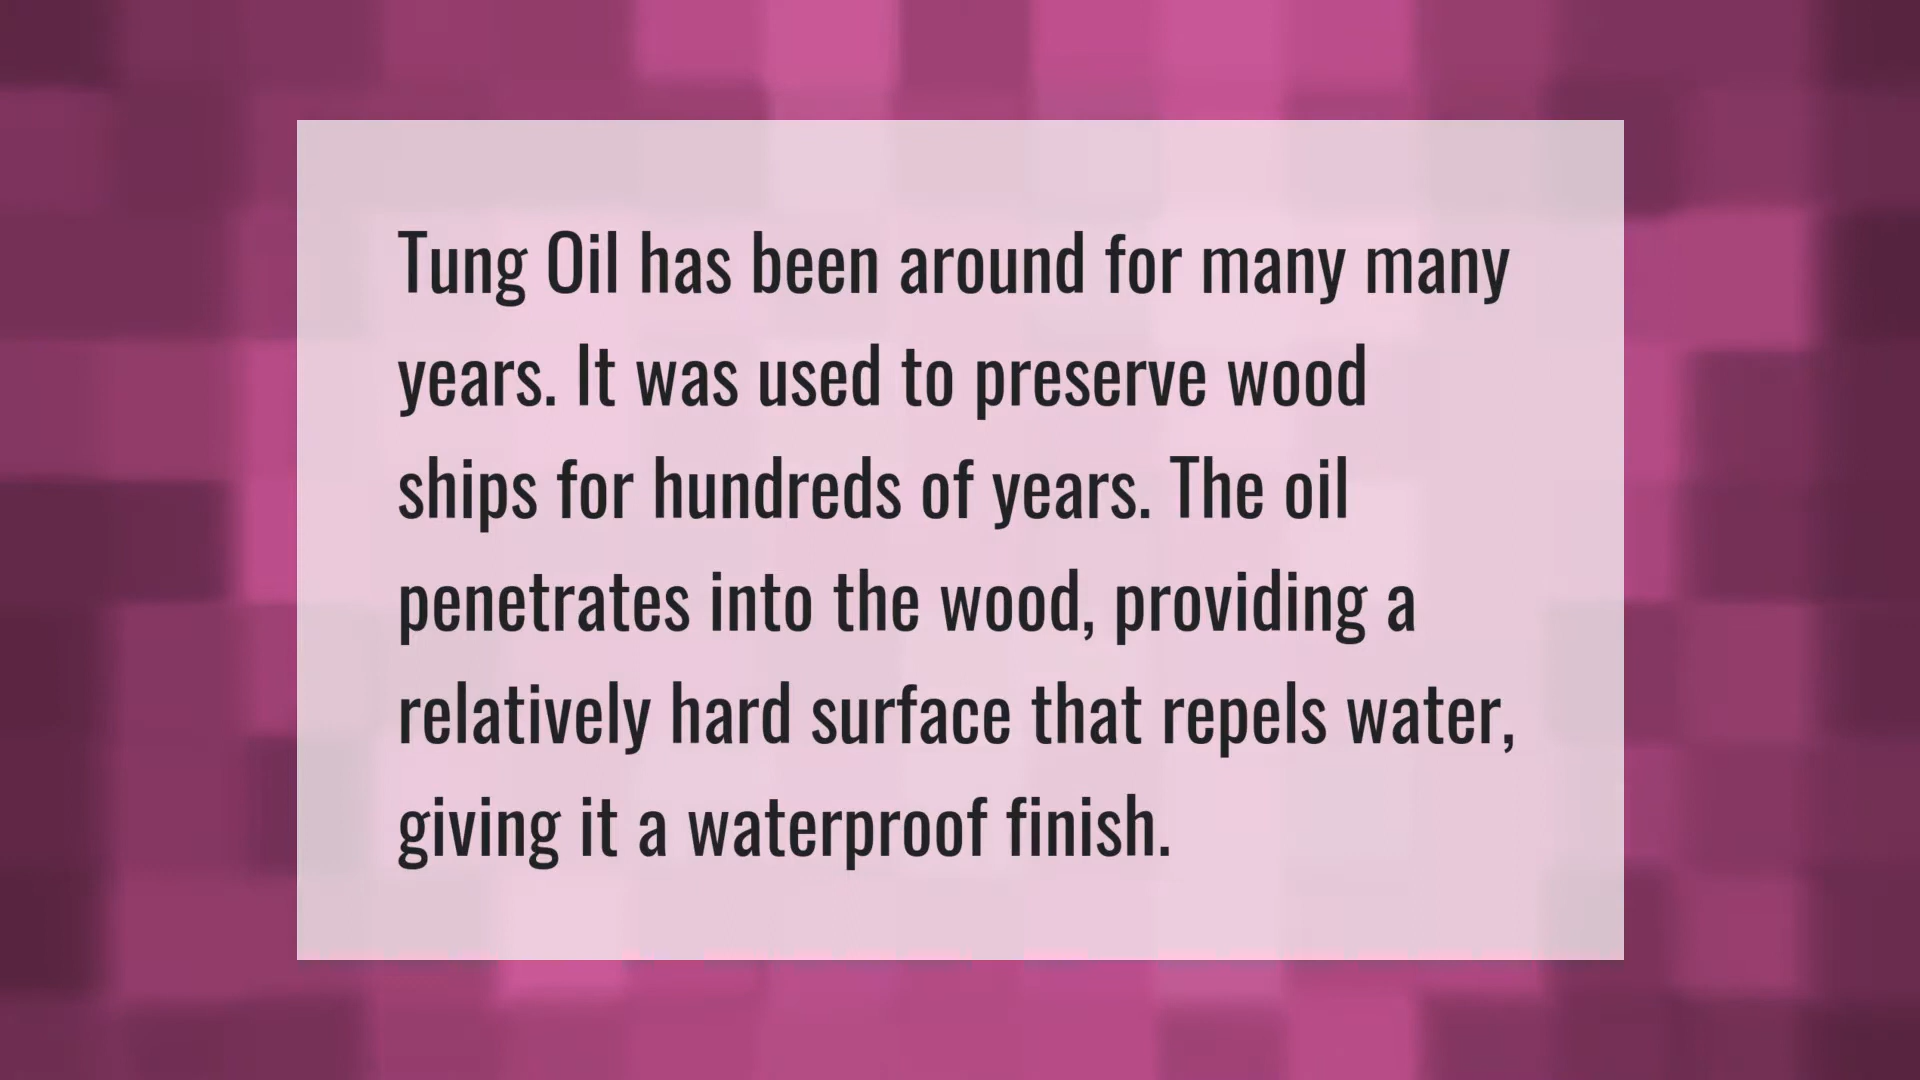 Tung Oil has been around for many many
years. It was used to preserve wood
ships for hundreds of years. The oil
penetrates into the wood, providing a
relatively hard surface that repels water,
giving it a waterproof finish.